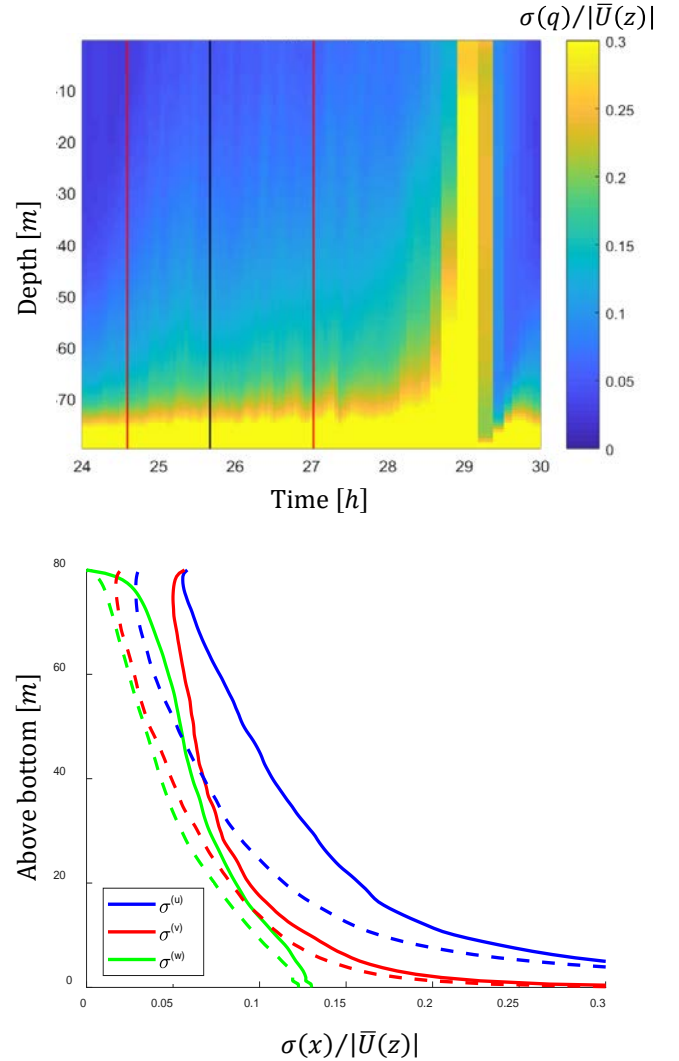 σ(q)/|U̅(z)|
0.3
-10
0.25
-20
0.2
-30
-40
0.15
-50
0.1
-60
0.05
-70
0
Depth [m]
24 25 26 27 28 29 30
Time [h]
80
60
40
20
0
Above bottom [m]
σ(u)
σ(v)
σ(w)
0 0.05 0.1 0.15 0.2 0.25 0.3
σ(x)/|U̅(z)|